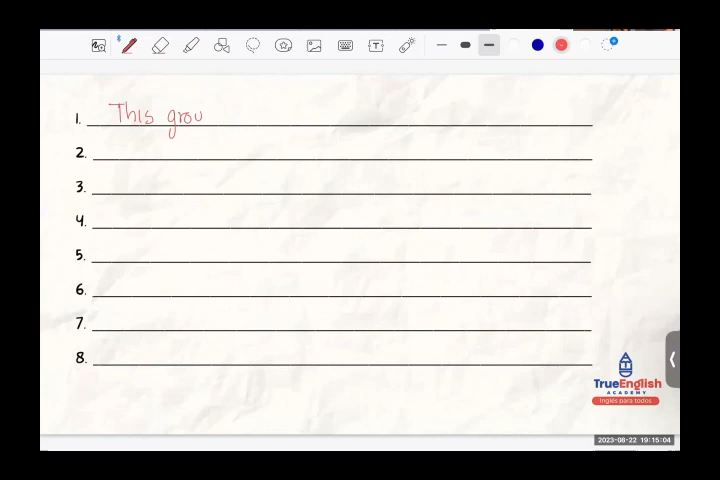 1. This grou
2.
3.
4.
5.
6.
7.
8.
TrueEnglish
ACADEMY
Inglés para todos
2023-08-22 19:15:04